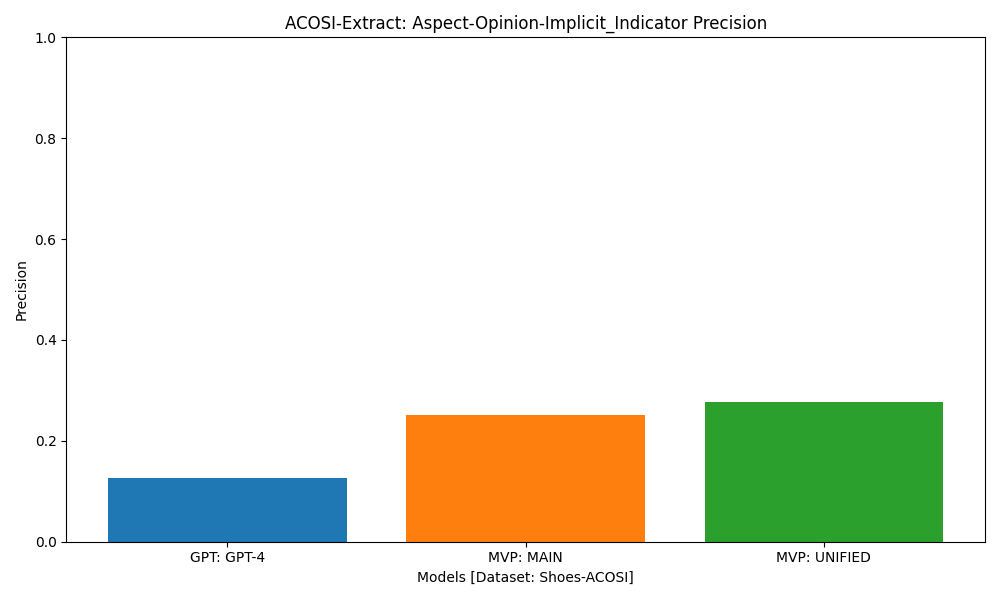 ACOSI-Extract: Aspect-Opinion-Implicit_Indicator Precision
1.0
0.8
0.6
0.4
0.2
0.0
Precision
GPT: GPT-4
MVP: MAIN
MVP: UNIFIED
Models [Dataset: Shoes-ACOSI]